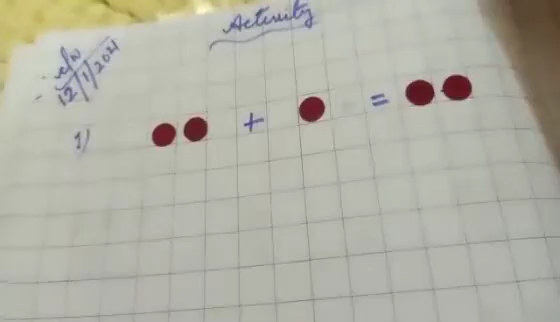 Activity
c/w
12/1/2021
1) + =